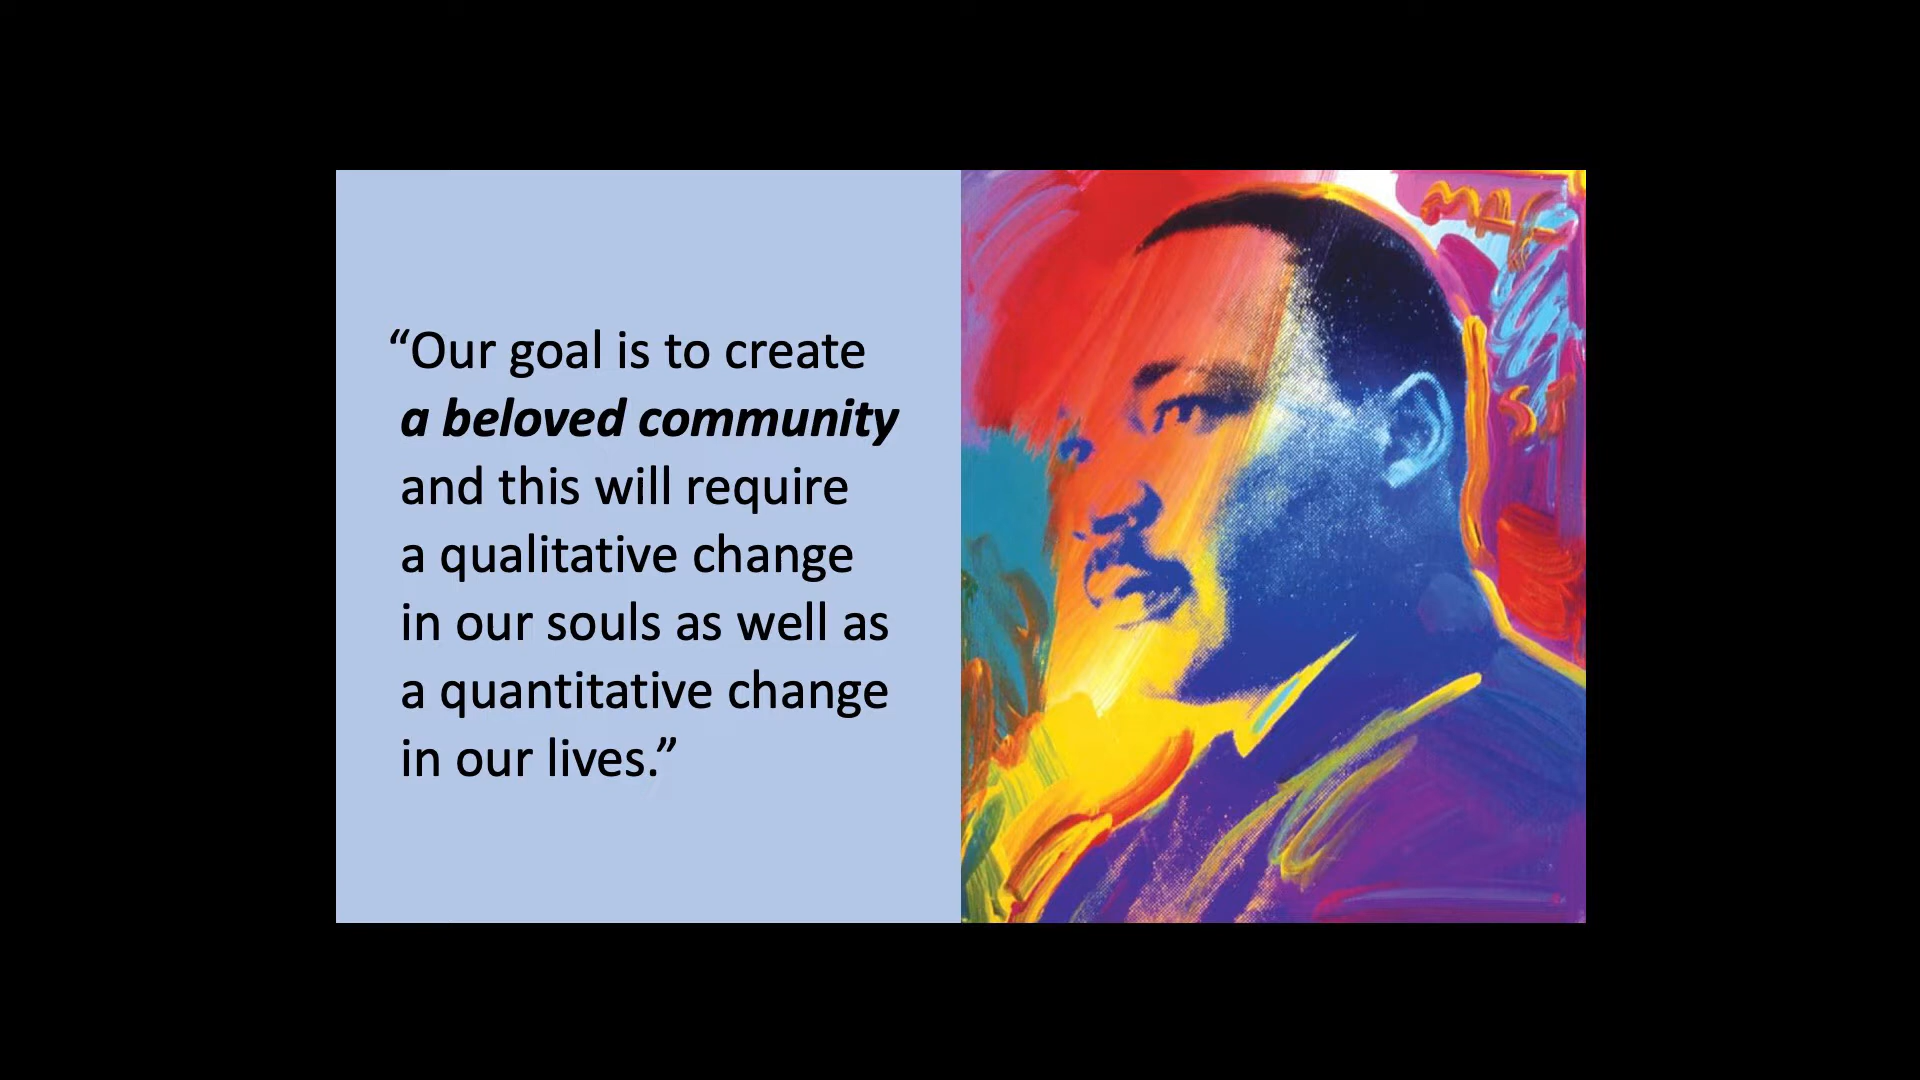 “Our goal is to create
a beloved community
and this will require
a qualitative change
in our souls as well as
a quantitative change
in our lives.”
MAX